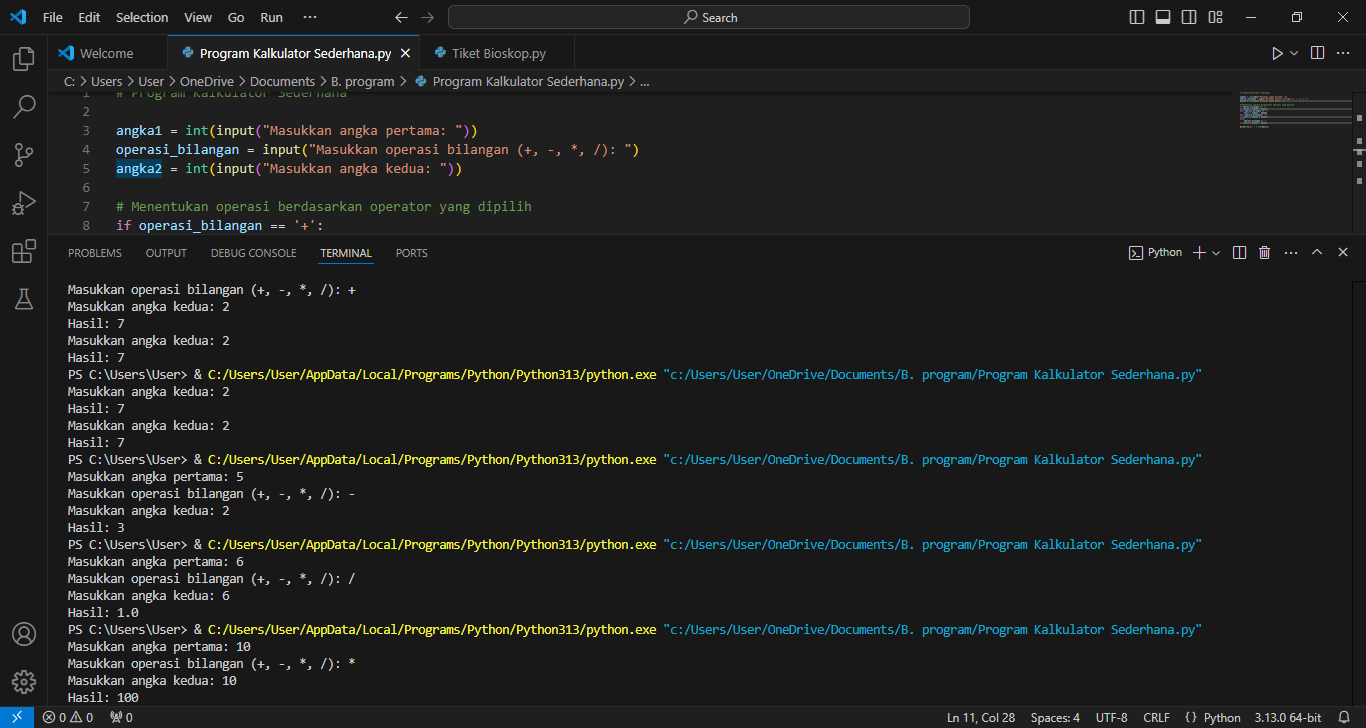 File Edit Selection View Go Run ··· Search
Welcome Program Kalkulator Sederhana.py Tiket Bioskop.py
C: > Users > User > OneDrive > Documents > B. program > Program Kalkulator Sederhana.py > ...
1 # Program Kalkulator Sederhana
2
3 angka1 = int(input("Masukkan angka pertama: "))
4 operasi_bilangan = input("Masukkan operasi bilangan (+, -, *, /): ")
5 angka2 = int(input("Masukkan angka kedua: "))
6
7 # Menentukan operasi berdasarkan operator yang dipilih
8 if operasi_bilangan == '+':
PROBLEMS OUTPUT DEBUG CONSOLE TERMINAL PORTS Python
Masukkan operasi bilangan (+, -, *, /): +
Masukkan angka kedua: 2
Hasil: 7
Masukkan angka kedua: 2
Hasil: 7
PS C:\Users\User> & C:/Users/User/AppData/Local/Programs/Python/Python313/python.exe "c:/Users/User/OneDrive/Documents/B. program/Program Kalkulator Sederhana.py"
Masukkan angka kedua: 2
Hasil: 7
Masukkan angka kedua: 2
Hasil: 7
PS C:\Users\User> & C:/Users/User/AppData/Local/Programs/Python/Python313/python.exe "c:/Users/User/OneDrive/Documents/B. program/Program Kalkulator Sederhana.py"
Masukkan angka pertama: 5
Masukkan operasi bilangan (+, -, *, /): -
Masukkan angka kedua: 2
Hasil: 3
PS C:\Users\User> & C:/Users/User/AppData/Local/Programs/Python/Python313/python.exe "c:/Users/User/OneDrive/Documents/B. program/Program Kalkulator Sederhana.py"
Masukkan angka pertama: 6
Masukkan operasi bilangan (+, -, *, /): /
Masukkan angka kedua: 6
Hasil: 1.0
PS C:\Users\User> & C:/Users/User/AppData/Local/Programs/Python/Python313/python.exe "c:/Users/User/OneDrive/Documents/B. program/Program Kalkulator Sederhana.py"
Masukkan angka pertama: 10
Masukkan operasi bilangan (+, -, *, /): *
Masukkan angka kedua: 10
Hasil: 100
0 0 0 Ln 11, Col 28 Spaces: 4 UTF-8 CRLF {} Python 3.13.0 64-bit